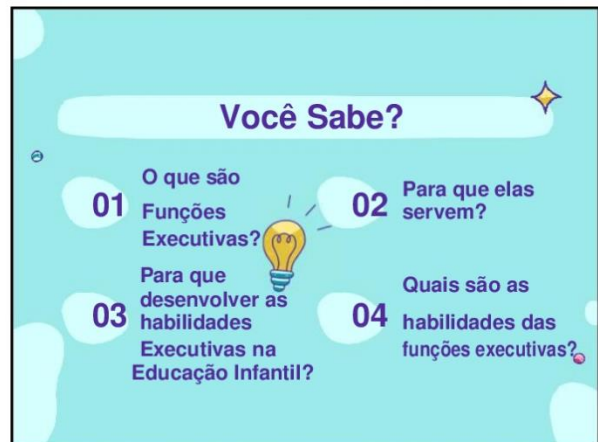 Você Sabe?
01
O que são
Funções
Executivas?
02
Para que elas
servem?
03
Para que
desenvolver as
habilidades
Executivas na
Educação Infantil?
04
Quais são as
habilidades das
funções executivas?